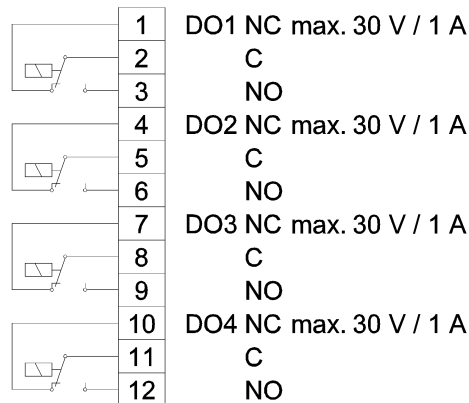 1 DO1 NC max. 30 V / 1 A
2 C
3 NO
4 DO2 NC max. 30 V / 1 A
5 C
6 NO
7 DO3 NC max. 30 V / 1 A
8 C
9 NO
10 DO4 NC max. 30 V / 1 A
11 C
12 NO